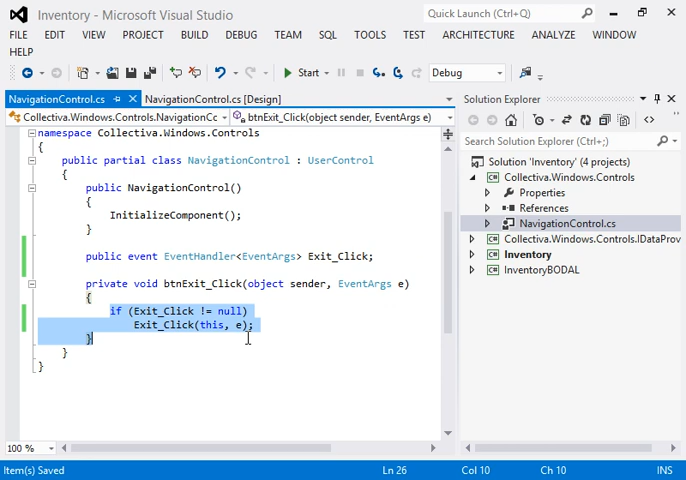 Inventory - Microsoft Visual Studio
Quick Launch (Ctrl+Q)
FILE EDIT VIEW PROJECT BUILD DEBUG TEAM SQL TOOLS TEST ARCHITECTURE ANALYZE WINDOW
HELP
Start
Debug
NavigationControl.cs
NavigationControl.cs [Design]
Collectiva.Windows.Controls.NavigationCc
btnExit_Click(object sender, EventArgs e)
namespace Collectiva.Windows.Controls
{
public partial class NavigationControl : UserControl
{
public NavigationControl()
{
InitializeComponent();
}
public event EventHandler<EventArgs> Exit_Click;
private void btnExit_Click(object sender, EventArgs e)
{
if (Exit_Click != null)
Exit_Click(this, e);
}
}
}
100 %
Solution Explorer
Search Solution Explorer (Ctrl+;)
Solution 'Inventory' (4 projects)
Collectiva.Windows.Controls
Properties
References
NavigationControl.cs
Collectiva.Windows.Controls.IDataProv
Inventory
InventoryBODAL
Item(s) Saved
Ln 26
Col 10
Ch 10
INS